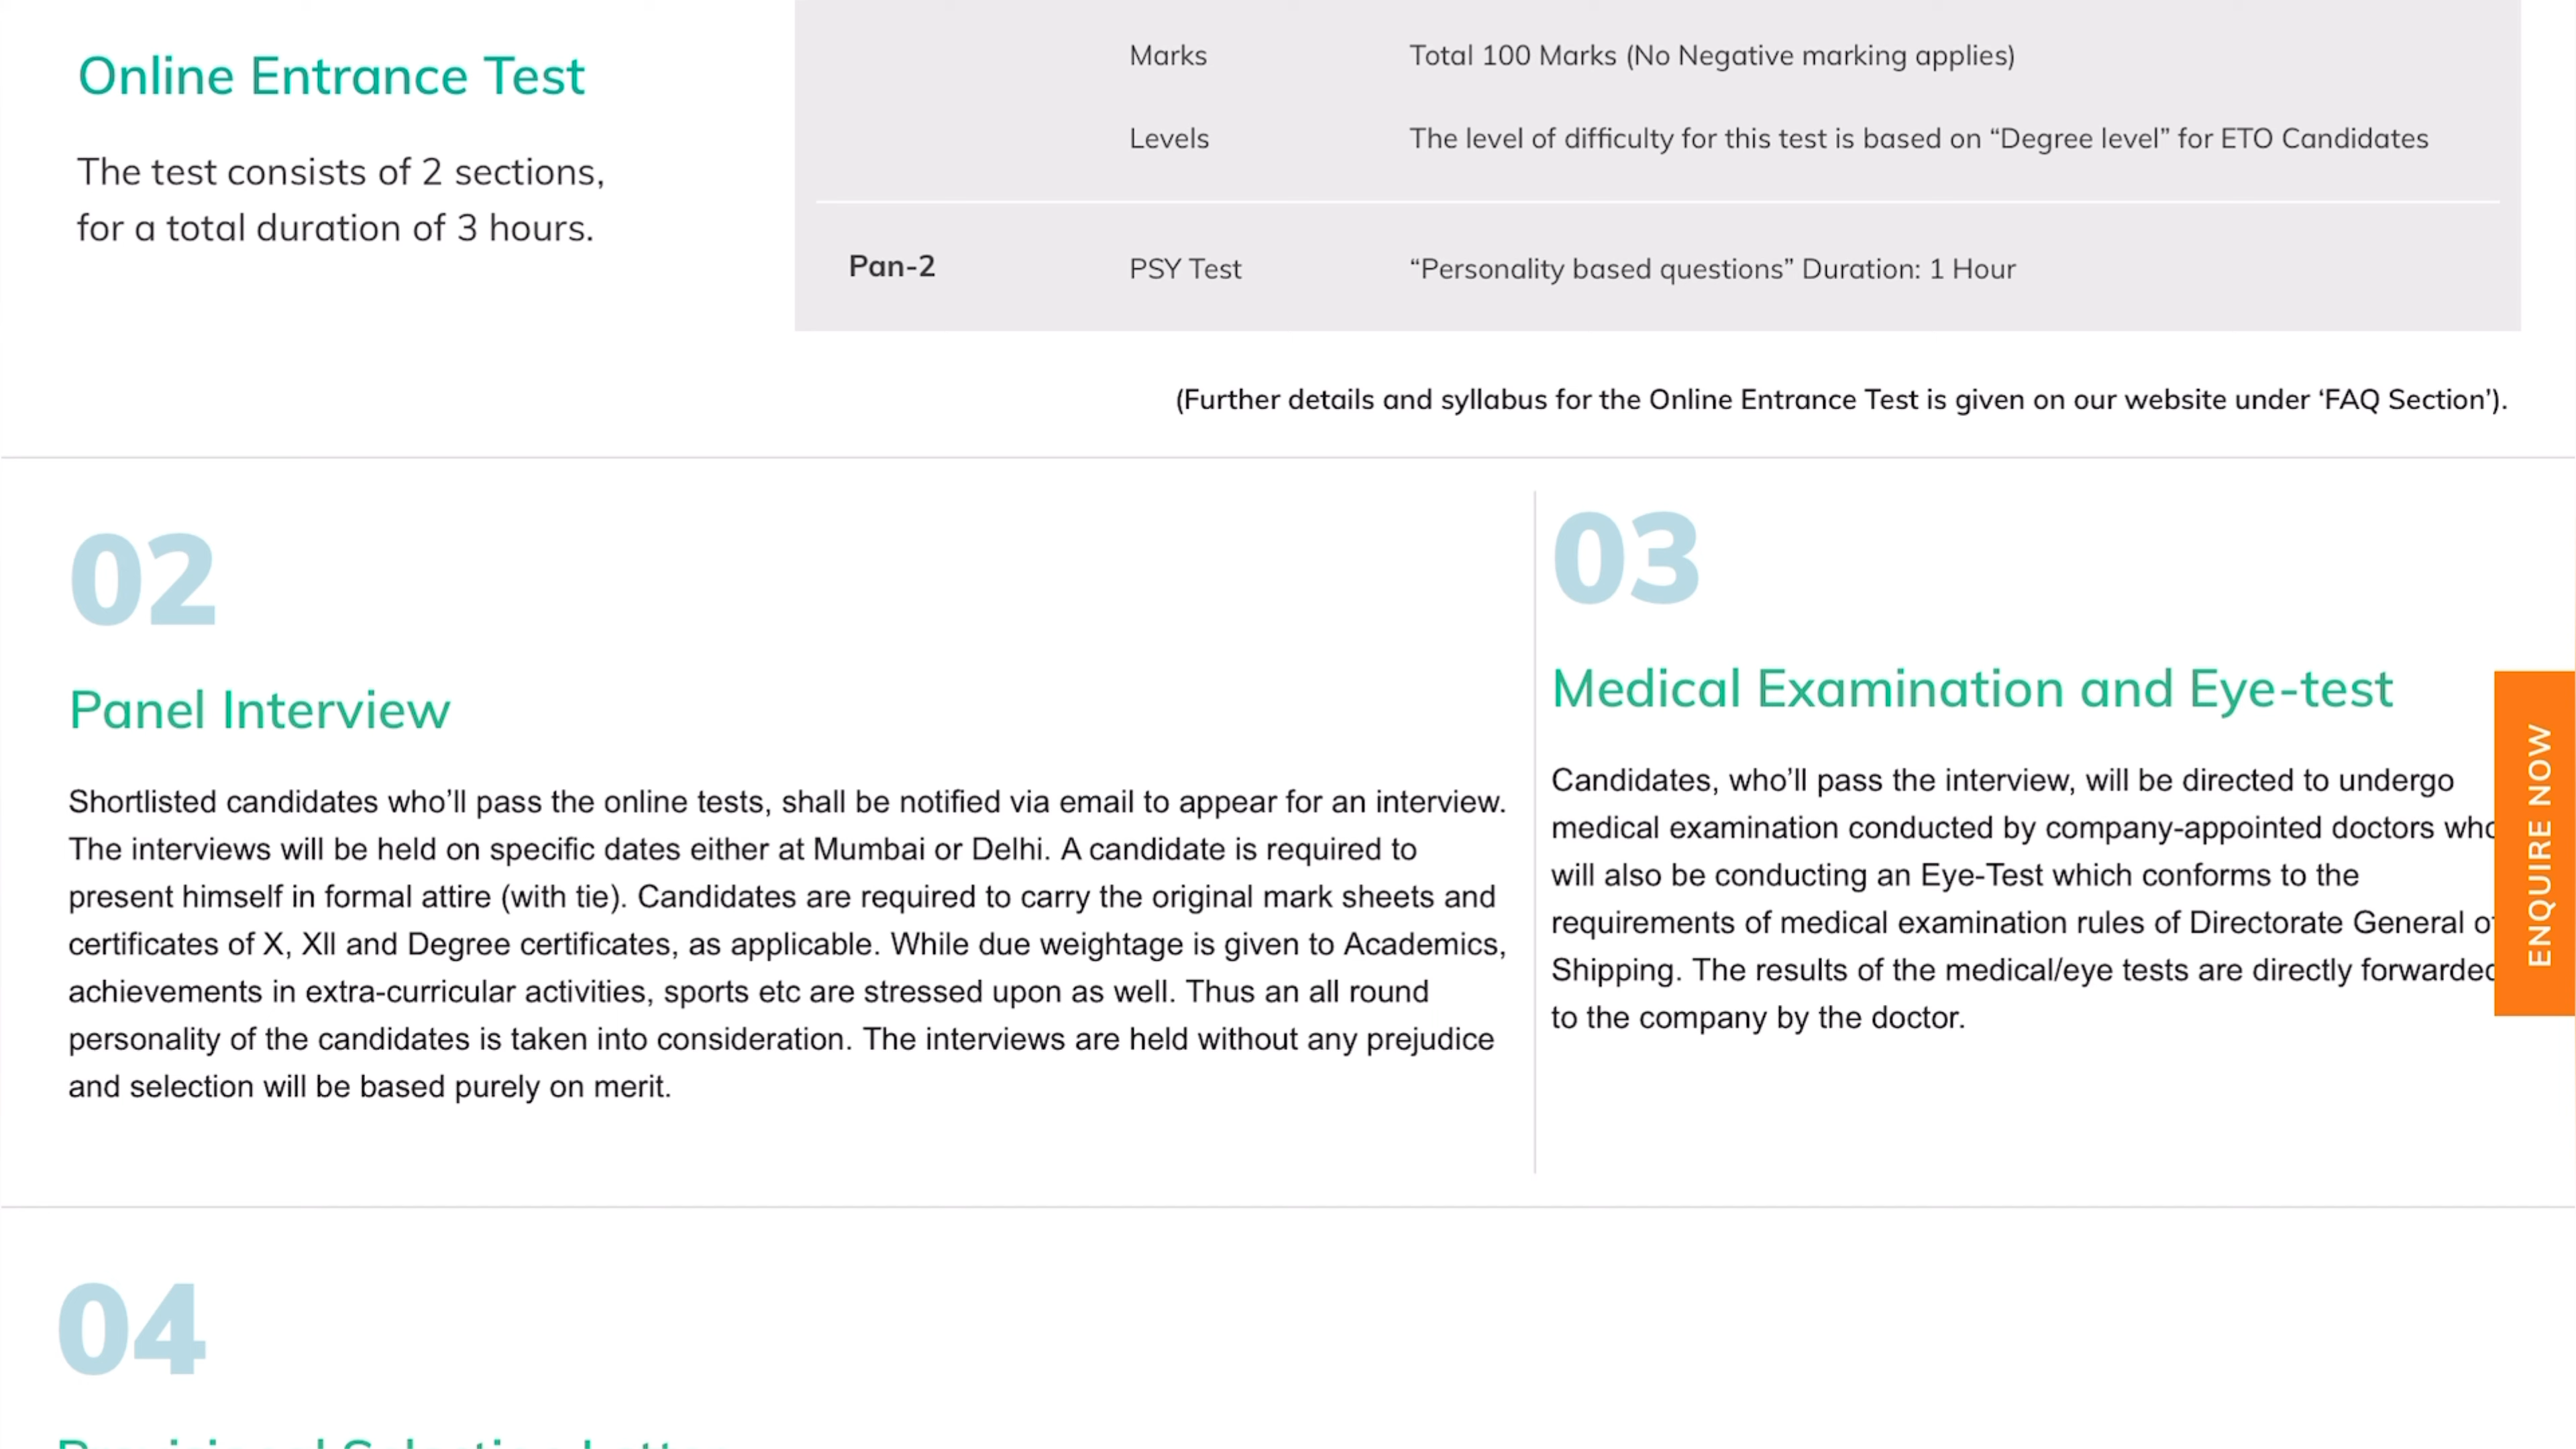 Online Entrance Test
The test consists of 2 sections,
for a total duration of 3 hours.
Marks Total 100 Marks (No Negative marking applies)
Levels The level of difficulty for this test is based on “Degree level” for ETO Candidates
Pan-2 PSY Test “Personality based questions” Duration: 1 Hour
(Further details and syllabus for the Online Entrance Test is given on our website under ‘FAQ Section’).
02
Panel Interview
Shortlisted candidates who’ll pass the online tests, shall be notified via email to appear for an interview.
The interviews will be held on specific dates either at Mumbai or Delhi. A candidate is required to
present himself in formal attire (with tie). Candidates are required to carry the original mark sheets and
certificates of X, XII and Degree certificates, as applicable. While due weightage is given to Academics,
achievements in extra-curricular activities, sports etc are stressed upon as well. Thus an all round
personality of the candidates is taken into consideration. The interviews are held without any prejudice
and selection will be based purely on merit.
03
Medical Examination and Eye-test
Candidates, who’ll pass the interview, will be directed to undergo
medical examination conducted by company-appointed doctors who
will also be conducting an Eye-Test which conforms to the
requirements of medical examination rules of Directorate General of
Shipping. The results of the medical/eye tests are directly forwarded
to the company by the doctor.
ENQUIRE NOW
04